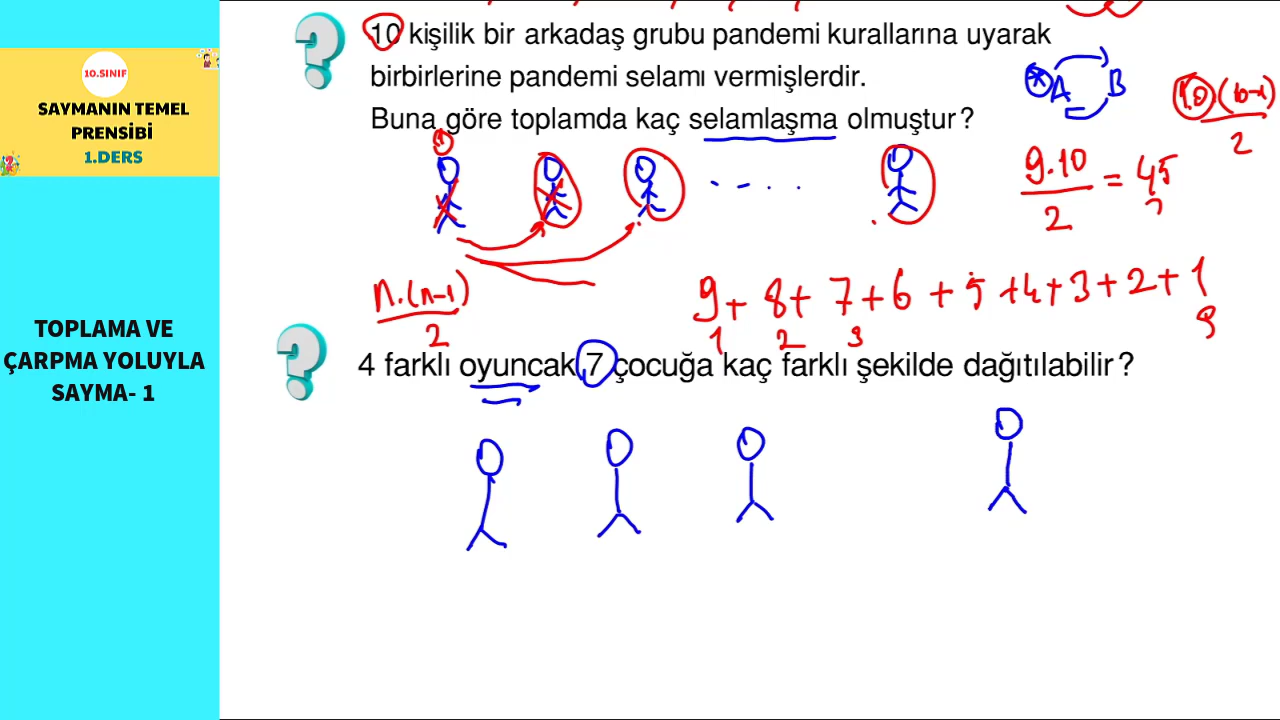 10.SINIF
SAYMANIN TEMEL
PRENSİBİ
1.DERS
TOPLAMA VE
ÇARPMA YOLUYLA
SAYMA- 1
10 kişilik bir arkadaş grubu pandemi kurallarına uyarak
birbirlerine pandemi selamı vermişlerdir.
Buna göre toplamda kaç selamlaşma olmuştur?
A B
10(10-1)
2
9.10
2
= 45
n.(n-1)
2
9+ 8+ 7+6+5+4+3+2+1
1 2 3 9
4 farklı oyuncak 7 çocuğa kaç farklı şekilde dağıtılabilir?